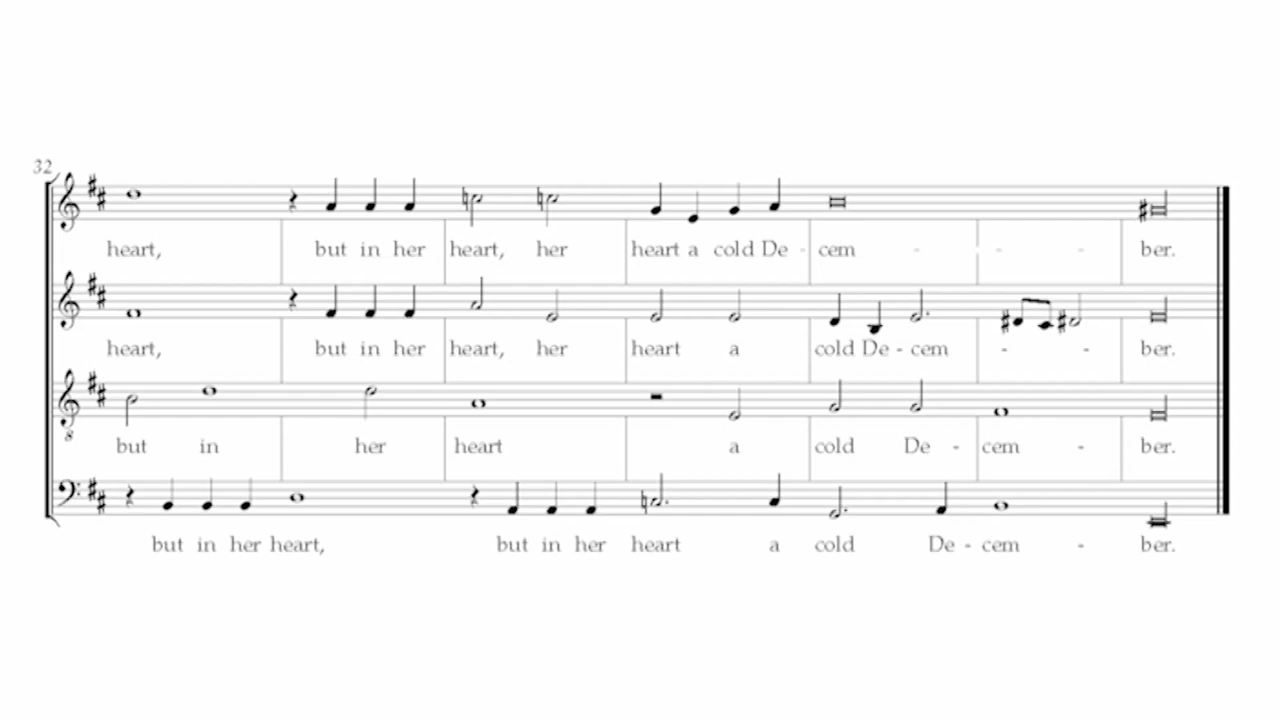 32
heart, but in her heart, her heart a cold De - cem - - - ber.
heart, but in her heart, her heart a cold De - cem - - ber.
8
but in her heart a cold De - cem - ber.
but in her heart, but in her heart a cold De - cem - ber.